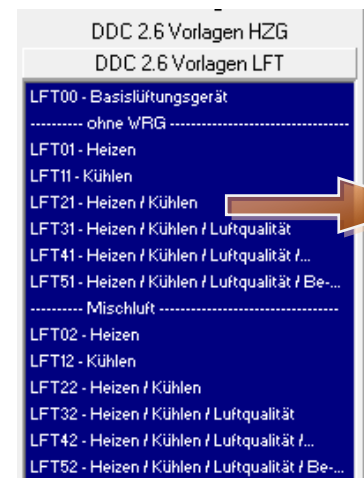 DDC 2.6 Vorlagen HZG
DDC 2.6 Vorlagen LFT
LFT00 - Basislüftungsgerät
---------- ohne WRG ----------------------------------
LFT01 - Heizen
LFT11 - Kühlen
LFT21 - Heizen / Kühlen
LFT31 - Heizen / Kühlen / Luftqualität
LFT41 - Heizen / Kühlen / Luftqualität /...
LFT51 - Heizen / Kühlen / Luftqualität / Be-...
---------- Mischluft ----------------------------------
LFT02 - Heizen
LFT12 - Kühlen
LFT22 - Heizen / Kühlen
LFT32 - Heizen / Kühlen / Luftqualität
LFT42 - Heizen / Kühlen / Luftqualität /...
LFT52 - Heizen / Kühlen / Luftqualität / Be-...